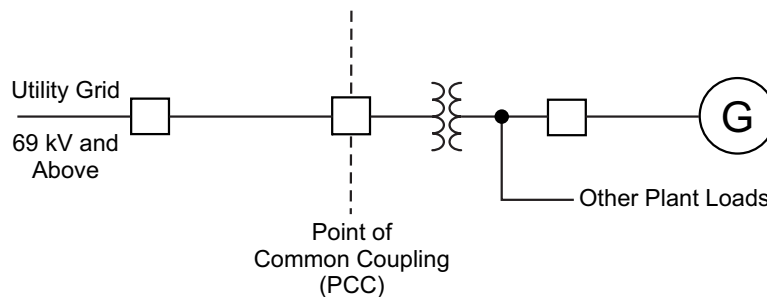 Utility Grid
69 kV and
Above
Point of
Common Coupling
(PCC)
G
Other Plant Loads